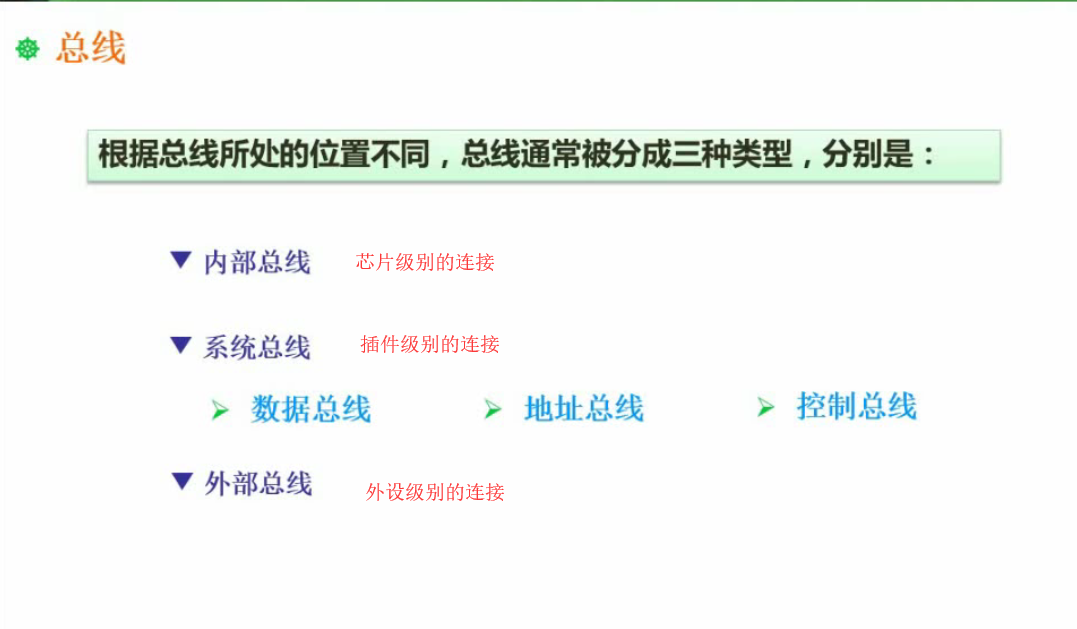 总线
根据总线所处的位置不同，总线通常被分成三种类型，分别是：
内部总线 芯片级别的连接
系统总线 插件级别的连接
数据总线 地址总线 控制总线
外部总线 外设级别的连接